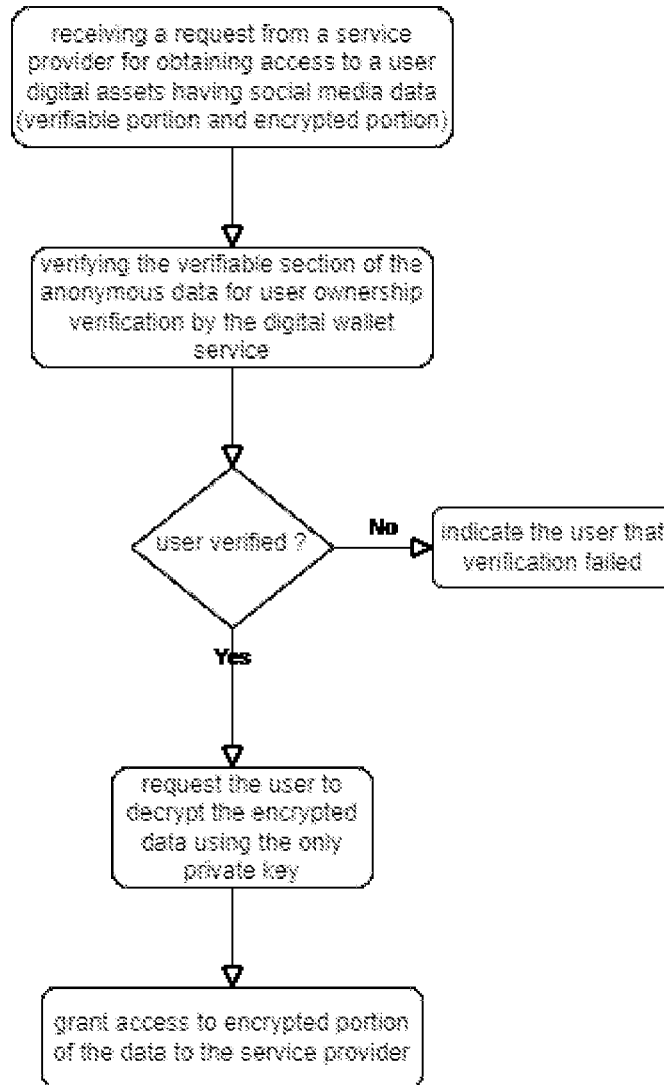 receiving a request from a service
provider for obtaining access to a user
digital assets having social media data
(verifiable portion and encrypted portion)
verifying the verifiable section of the
anonymous data for user ownership
verification by the digital wallet
service
user verified ?
No
indicate the user that
verification failed
Yes
request the user to
decrypt the encrypted
data using the only
private key
grant access to encrypted portion
of the data to the service provider